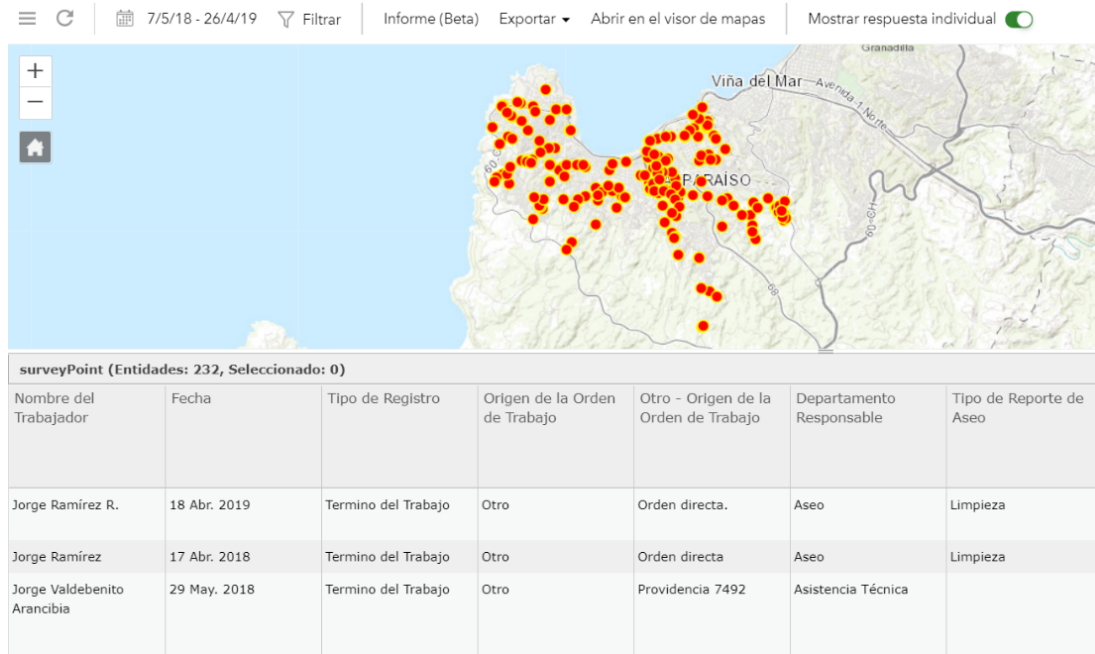 7/5/18 - 26/4/19 Filtrar Informe (Beta) Exportar Abrir en el visor de mapas Mostrar respuesta individual
Granadilla
Viña del Mar
Avenida-1-Norte
60-CH
PARAÍSO
60-CH
68
surveyPoint (Entidades: 232, Seleccionado: 0)
Nombre del Trabajador
Fecha
Tipo de Registro
Origen de la Orden de Trabajo
Otro - Origen de la Orden de Trabajo
Departamento Responsable
Tipo de Reporte de Aseo
Jorge Ramírez R. 18 Abr. 2019 Termino del Trabajo Otro Orden directa. Aseo Limpieza
Jorge Ramírez 17 Abr. 2018 Termino del Trabajo Otro Orden directa Aseo Limpieza
Jorge Valdebenito Arancibia 29 May. 2018 Termino del Trabajo Otro Providencia 7492 Asistencia Técnica